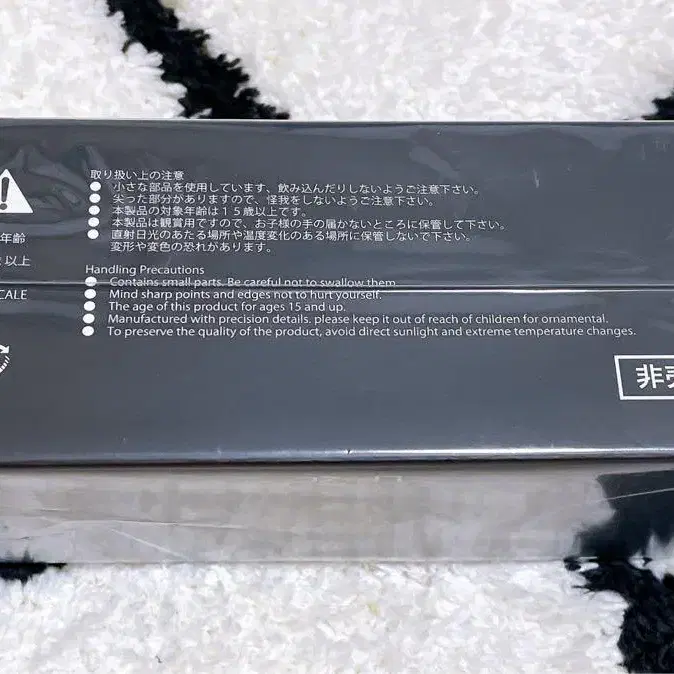 取り扱い上の注意
● 小さな部品を使用しています、飲み込んだりしないようご注意下さい。
● 尖った部分がありますので、怪我をしないようご注意下さい。
● 本製品の対象年齢は15歳以上です。
● 本製品は観賞用ですので、お子様の手の届かないところに保管して下さい。
● 直射日光のあたる場所や温度変化のある場所に保管しないで下さい。
変形や変色の恐れがあります。
年齢
以上
CALE
Handling Precautions
● Contains small parts. Be careful not to swallow them
● Mind sharp points and edges not to hurt yourself.
● The age of this product for ages 15 and up.
● Manufactured with precision details. please keep it out of reach of children for ornamental.
● To preserve the quality of the product, avoid direct sunlight and extreme temperature changes.
非売